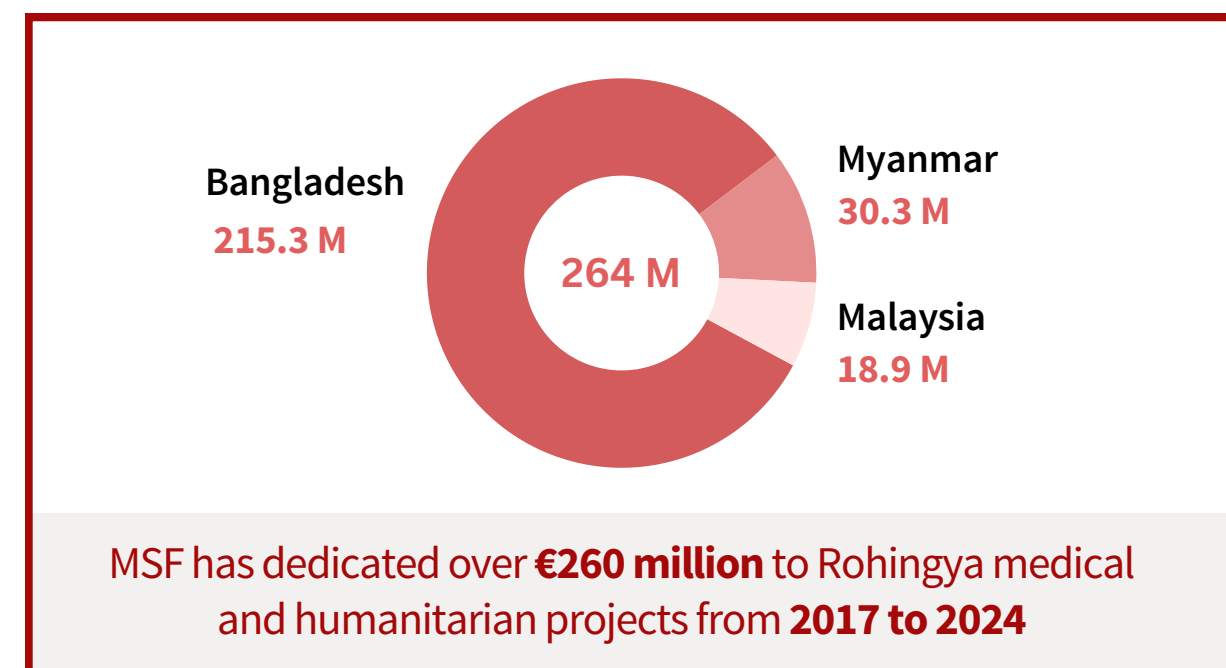 Bangladesh
215.3 M
264 M
Myanmar
30.3 M
Malaysia
18.9 M
MSF has dedicated over €260 million to Rohingya medical
and humanitarian projects from 2017 to 2024